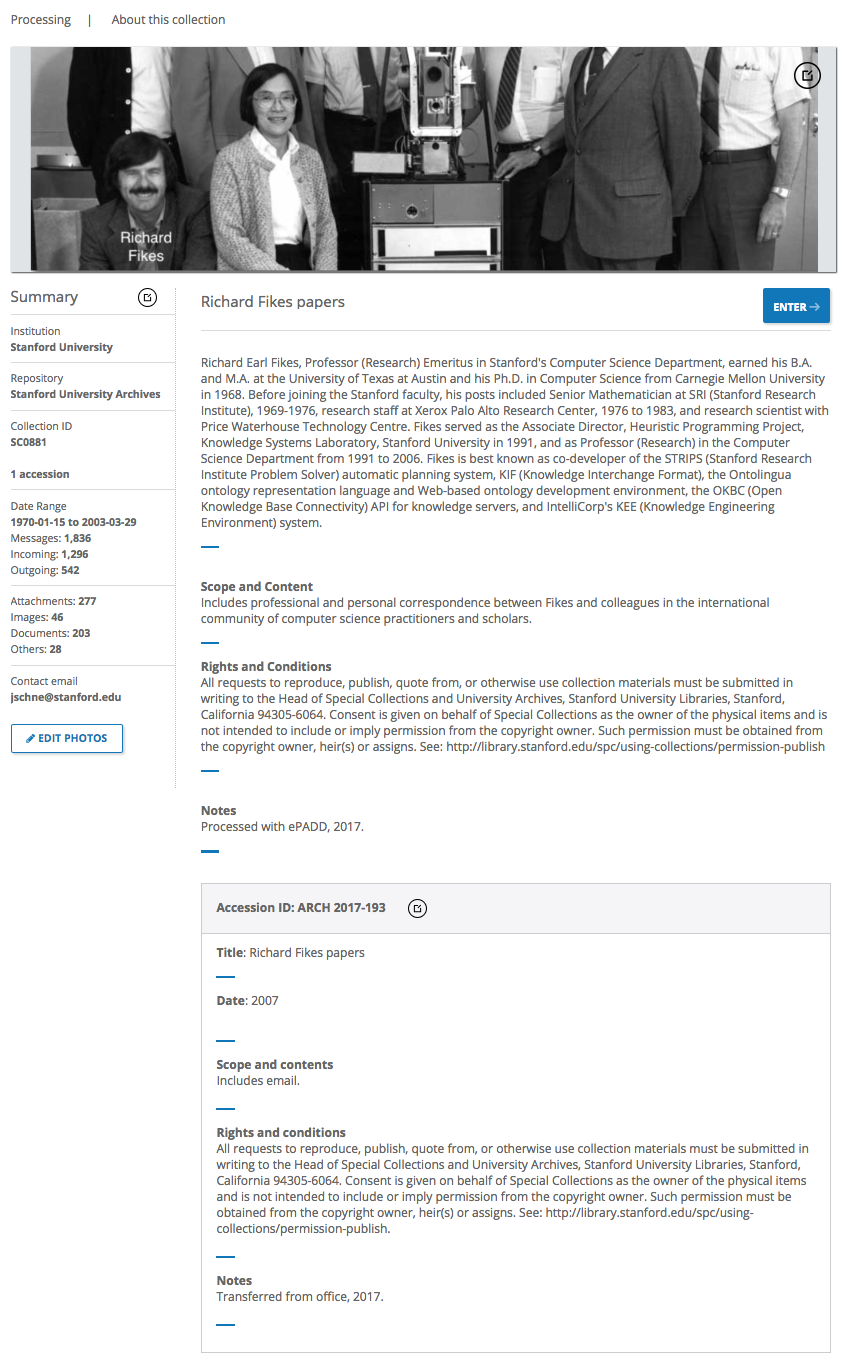 Processing | About this collection
Richard
Fikes
Summary
Institution
Stanford University
Repository
Stanford University Archives
Collection ID
SC0881
1 accession
Date Range
1970-01-15 to 2003-03-29
Messages: 1,836
Incoming: 1,296
Outgoing: 542
Attachments: 277
Images: 46
Documents: 203
Others: 28
Contact email
jschne@stanford.edu
EDIT PHOTOS
Richard Fikes papers
ENTER →
Richard Earl Fikes, Professor (Research) Emeritus in Stanford's Computer Science Department, earned his B.A.
and M.A. at the University of Texas at Austin and his Ph.D. in Computer Science from Carnegie Mellon University
in 1968. Before joining the Stanford faculty, his posts included Senior Mathematician at SRI (Stanford Research
Institute), 1969-1976, research staff at Xerox Palo Alto Research Center, 1976 to 1983, and research scientist with
Price Waterhouse Technology Centre. Fikes served as the Associate Director, Heuristic Programming Project,
Knowledge Systems Laboratory, Stanford University in 1991, and as Professor (Research) in the Computer
Science Department from 1991 to 2006. Fikes is best known as co-developer of the STRIPS (Stanford Research
Institute Problem Solver) automatic planning system, KIF (Knowledge Interchange Format), the Ontolingua
ontology representation language and Web-based ontology development environment, the OKBC (Open
Knowledge Base Connectivity) API for knowledge servers, and IntelliCorp's KEE (Knowledge Engineering
Environment) system.
Scope and Content
Includes professional and personal correspondence between Fikes and colleagues in the international
community of computer science practitioners and scholars.
Rights and Conditions
All requests to reproduce, publish, quote from, or otherwise use collection materials must be submitted in
writing to the Head of Special Collections and University Archives, Stanford University Libraries, Stanford,
California 94305-6064. Consent is given on behalf of Special Collections as the owner of the physical items and is
not intended to include or imply permission from the copyright owner. Such permission must be obtained from
the copyright owner, heir(s) or assigns. See: http://library.stanford.edu/spc/using-collections/permission-publish
Notes
Processed with ePADD, 2017.
Accession ID: ARCH 2017-193
Title: Richard Fikes papers
Date: 2007
Scope and contents
Includes email.
Rights and conditions
All requests to reproduce, publish, quote from, or otherwise use collection materials must be submitted in
writing to the Head of Special Collections and University Archives, Stanford University Libraries, Stanford,
California 94305-6064. Consent is given on behalf of Special Collections as the owner of the physical items
and is not intended to include or imply permission from the copyright owner. Such permission must be
obtained from the copyright owner, heir(s) or assigns. See: http://library.stanford.edu/spc/using-
collections/permission-publish.
Notes
Transferred from office, 2017.